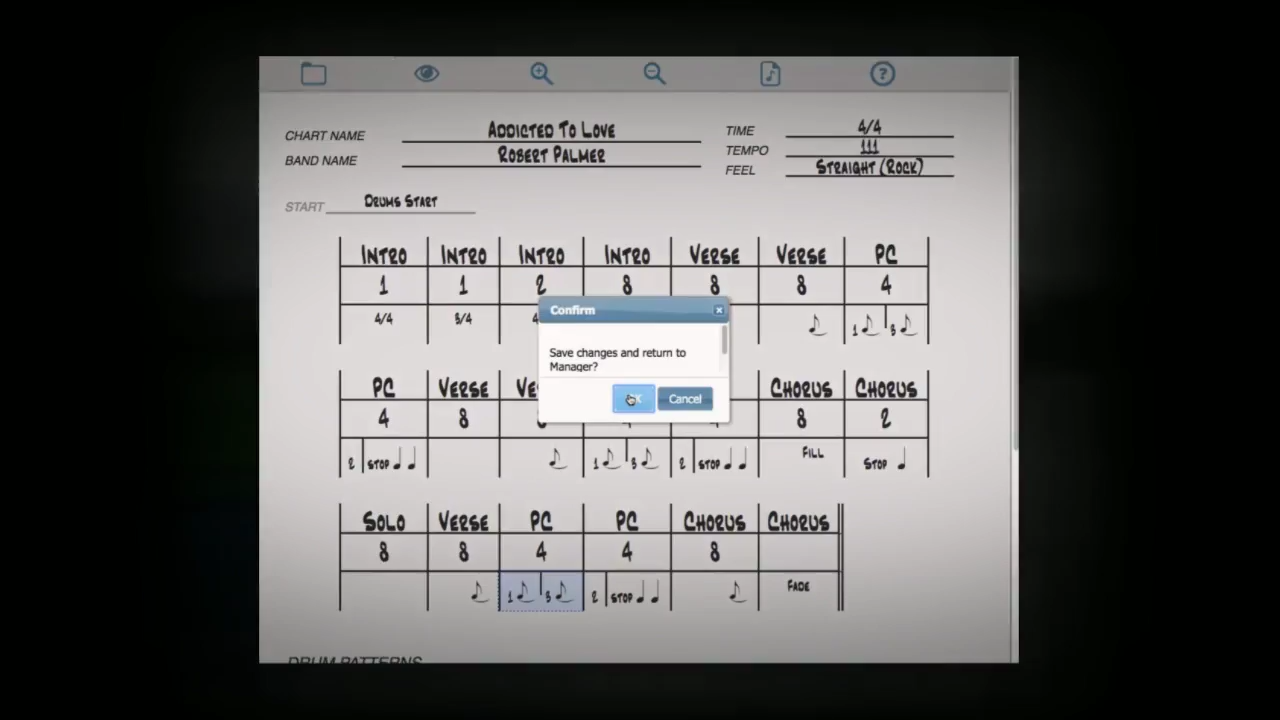 CHART NAME Addicted To Love TIME 4/4
BAND NAME Robert Palmer TEMPO 111
FEEL Straight (Rock)
START Drums Start
Intro Intro Intro Intro Verse Verse PC
1 1 2 8 8 8 4
4/4 3/4 4 1 3
Confirm
Save changes and return to
Manager?
OK Cancel
PC Verse Ve Chorus Chorus
4 8 8 2
2 Stop 1 3 2 Stop Fill Stop
Solo Verse PC PC Chorus Chorus
8 8 4 4 8
1 3 2 Stop Fade
DRUM PATTERNS